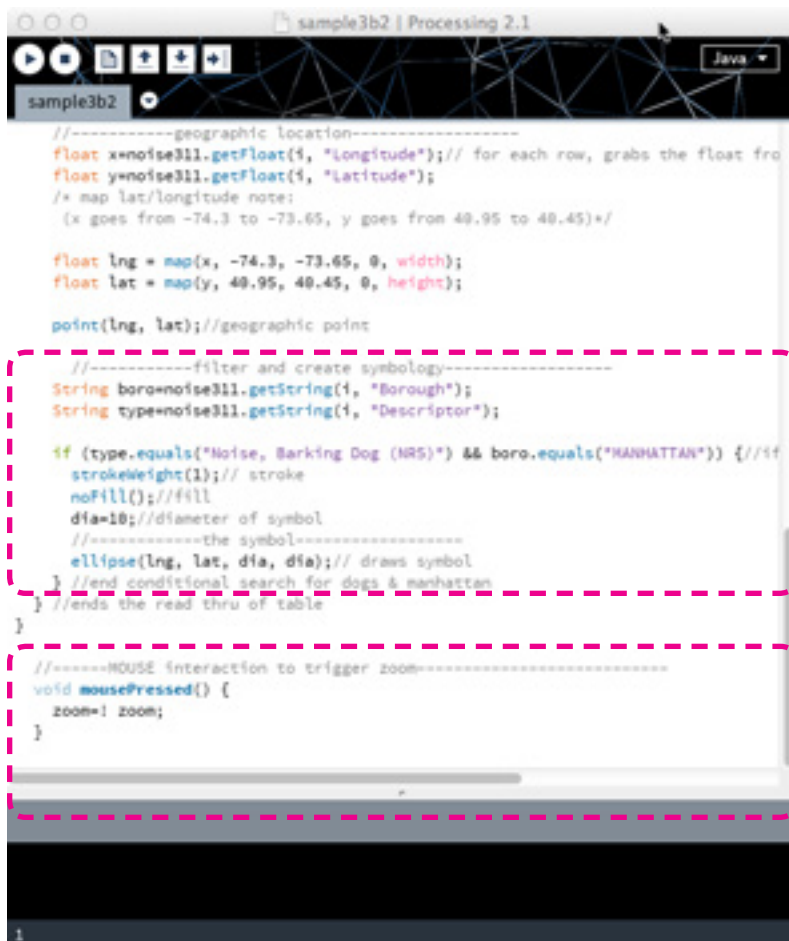 sample3b2 | Processing 2.1
Java
sample3b2
//-----------geographic location------------------
float x=noise311.getFloat(i, "Longitude");// for each row, grabs the float fro
float y=noise311.getFloat(i, "Latitude");
/* map lat/longitude note:
(x goes from -74.3 to -73.65, y goes from 40.95 to 40.45)*/
float lng = map(x, -74.3, -73.65, 0, width);
float lat = map(y, 40.95, 40.45, 0, height);
point(lng, lat);//geographic point
//-----------filter and create symbology------------------
String boro=noise311.getString(i, "Borough");
String type=noise311.getString(i, "Descriptor");
if (type.equals("Noise, Barking Dog (NR5)") && boro.equals("MANHATTAN")) {//if
strokeWeight(1);// stroke
noFill();//fill
dia=10;//diameter of symbol
//------------the symbol------------------
ellipse(lng, lat, dia, dia);// draws symbol
} //end conditional search for dogs & manhattan
} //ends the read thru of table
}
//------MOUSE interaction to trigger zoom---------------------------
void mousePressed() {
zoom=! zoom;
}
1